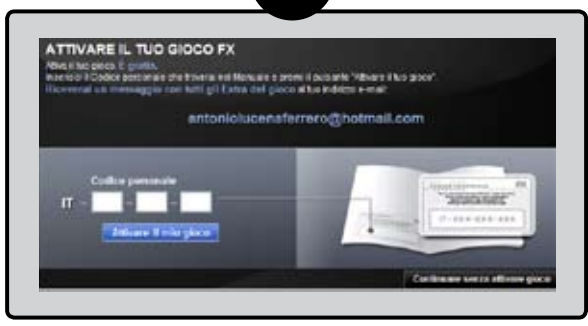 ATTIVARE IL TUO GIOCO FX
Attiva il tuo gioco. È gratis.
Inserisci il Codice personale che troverai nel Manuale e premi il pulsante "Attivare il tuo gioco".
Riceverai un messaggio con tutti gli Extra del gioco al tuo indirizzo e-mail:
antoniolucenaferrero@hotmail.com
Codice personale
IT - - -
Attivare il mio gioco
FX
Continuare senza attivare gioco